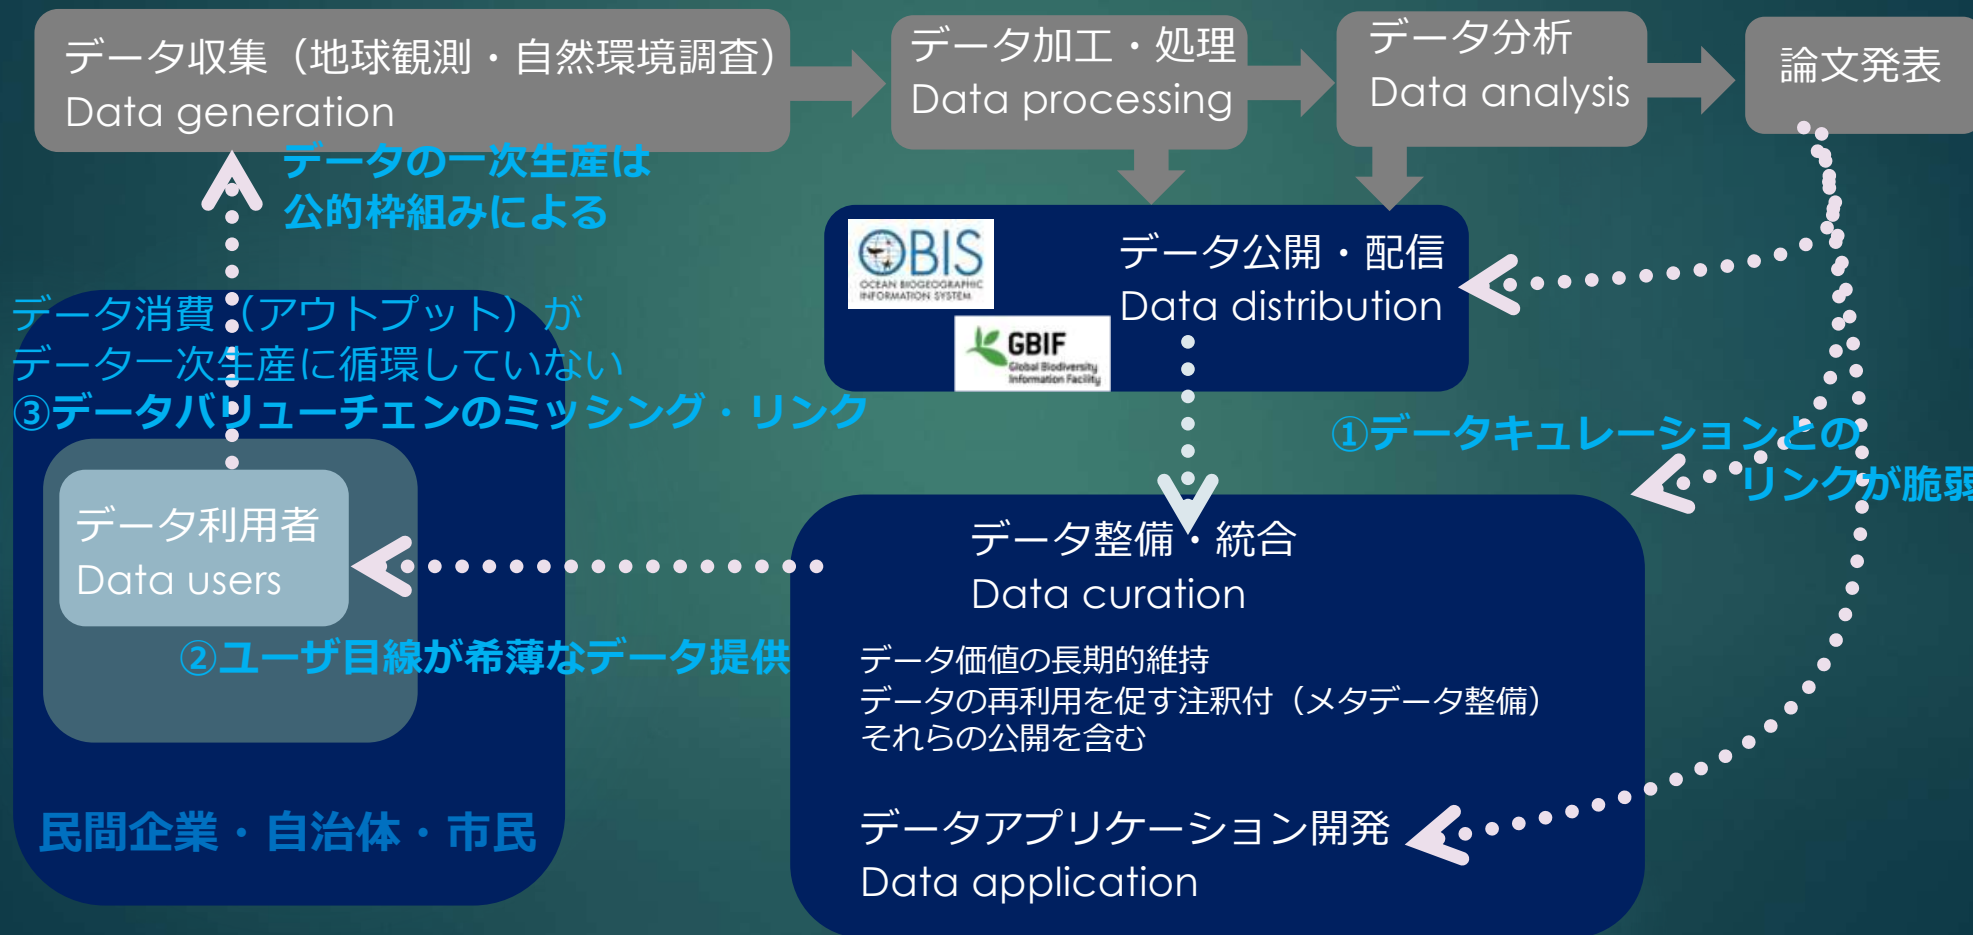 データ収集（地球観測・自然環境調査）
Data generation
データ加工・処理
Data processing
データ分析
Data analysis
論文発表
データの一次生産は
公的枠組みによる
OBIS
OCEAN BIOGEOGRAPHIC
INFORMATION SYSTEM
GBIF
Global Biodiversity
Information Facility
データ公開・配信
Data distribution
データ消費（アウトプット）が
データ一次生産に循環していない
③データバリューチェンのミッシング・リンク
①データキュレーションとの
リンクが脆弱
データ利用者
Data users
②ユーザ目線が希薄なデータ提供
民間企業・自治体・市民
データ整備・統合
Data curation
データ価値の長期的維持
データの再利用を促す注釈付（メタデータ整備）
それらの公開を含む
データアプリケーション開発
Data application